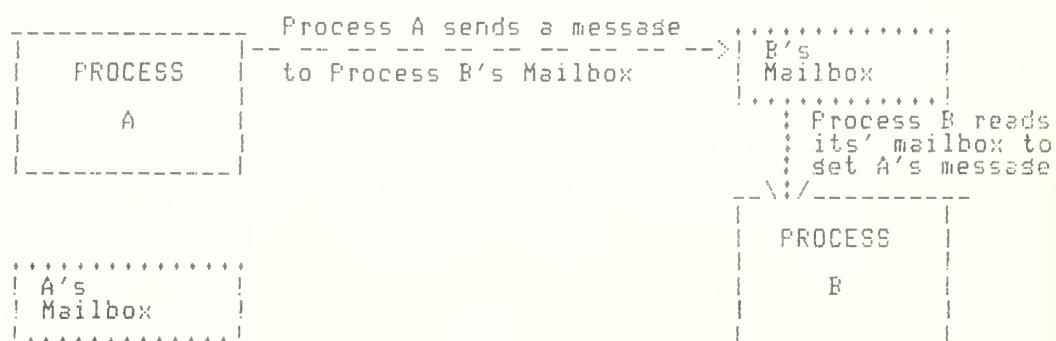 Process A sends a message
to Process B's Mailbox
PROCESS
A
B's
Mailbox
Process B reads
its' mailbox to
get A's message
PROCESS
B
A's
Mailbox